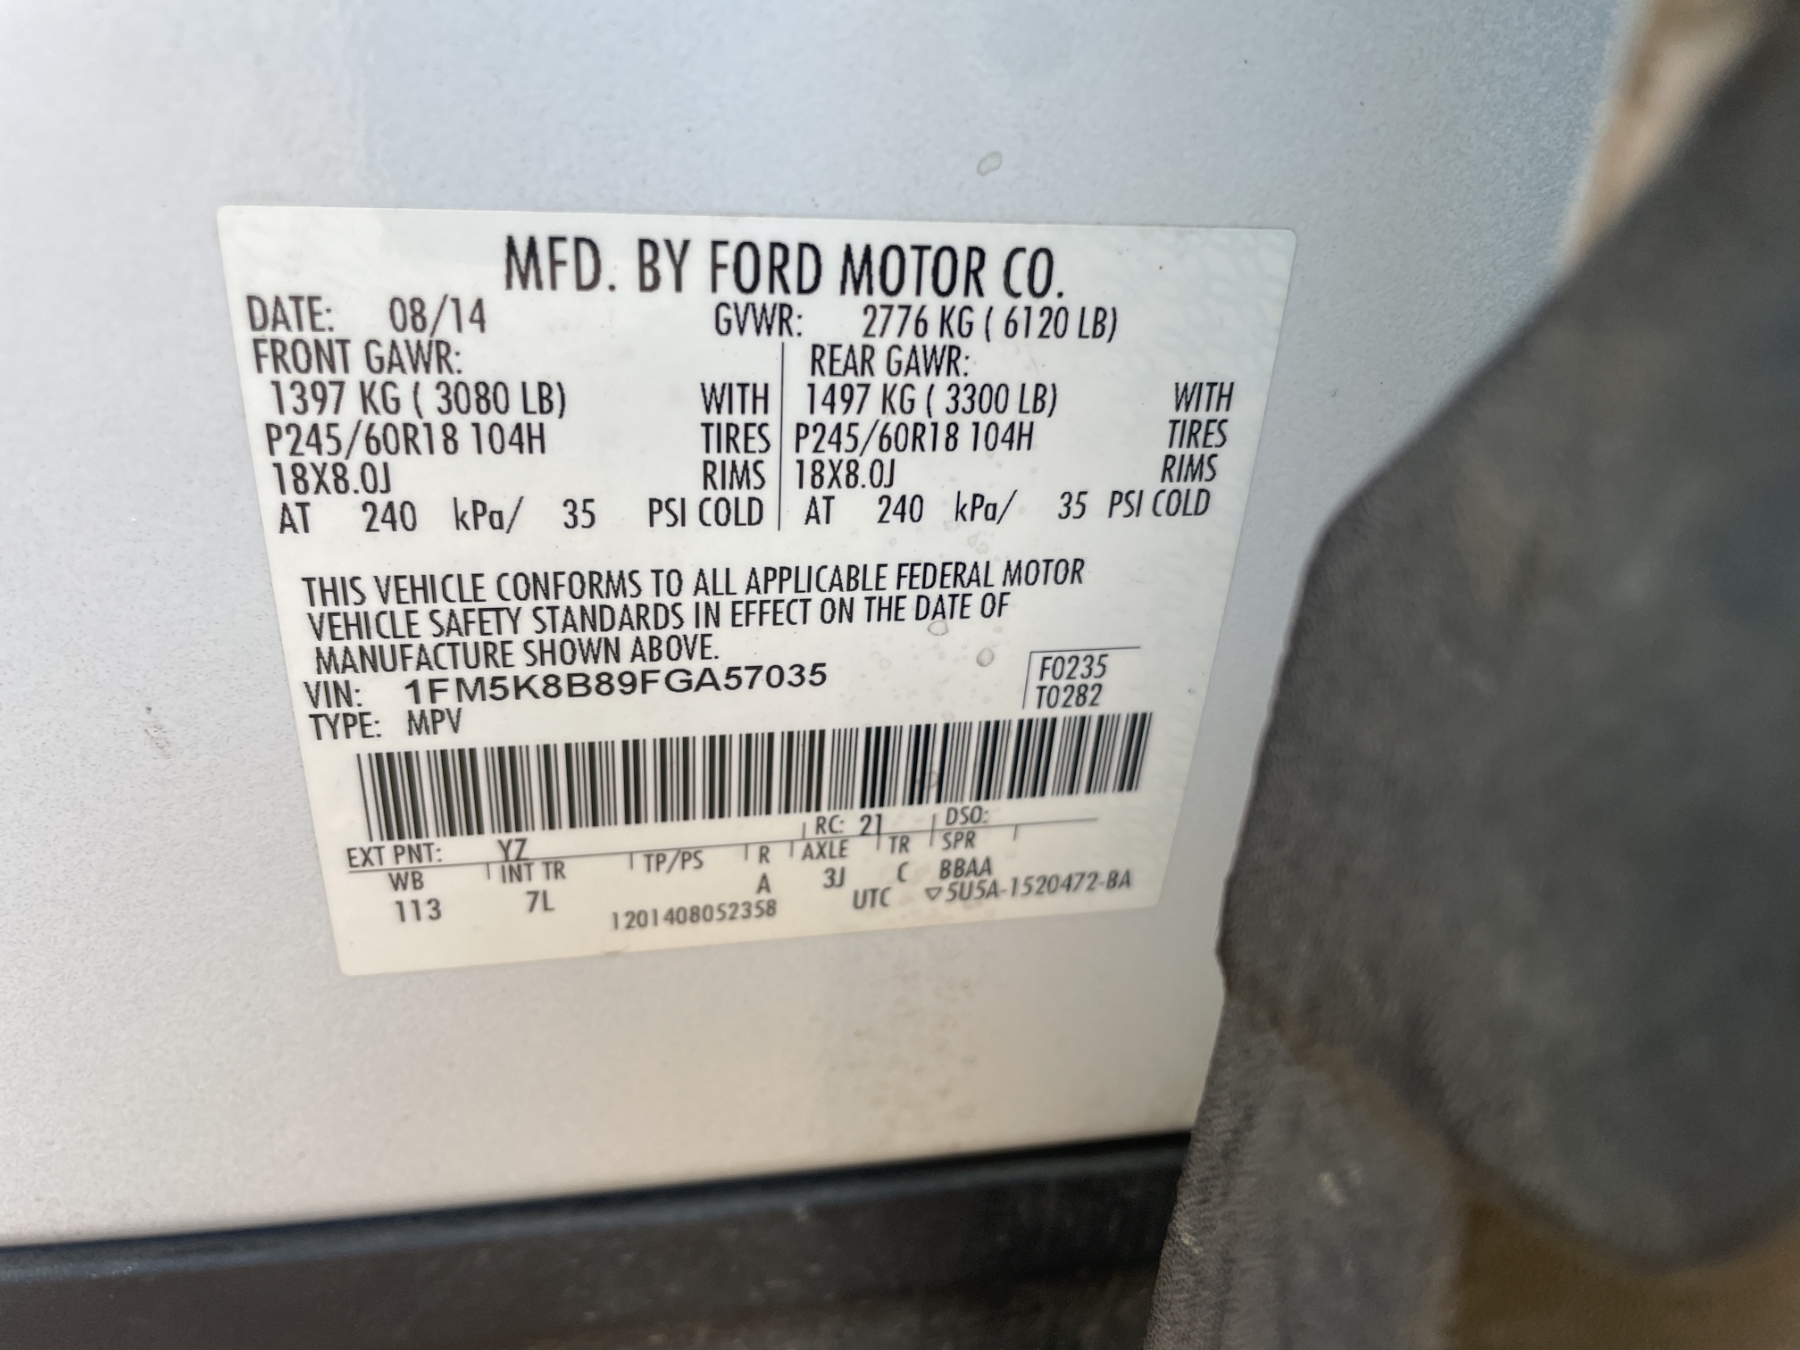 MFD. BY FORD MOTOR CO.
DATE: 08/14 GVWR: 2776 KG ( 6120 LB)
FRONT GAWR: REAR GAWR:
1397 KG ( 3080 LB) WITH 1497 KG ( 3300 LB) WITH
P245/60R18 104H TIRES P245/60R18 104H TIRES
18X8.0J RIMS 18X8.0J RIMS
AT 240 kPa/ 35 PSI COLD AT 240 kPa/ 35 PSI COLD
THIS VEHICLE CONFORMS TO ALL APPLICABLE FEDERAL MOTOR
VEHICLE SAFETY STANDARDS IN EFFECT ON THE DATE OF
MANUFACTURE SHOWN ABOVE.
VIN: 1FM5K8B89FGA57035 F0235
TYPE: MPV T0282
EXT PNT: YZ RC: 21 DSO:
WB INT TR TP/PS R AXLE TR SPR
113 7L A 3J C BBAA
1201408052358 UTC ▽5U5A-1520472-BA